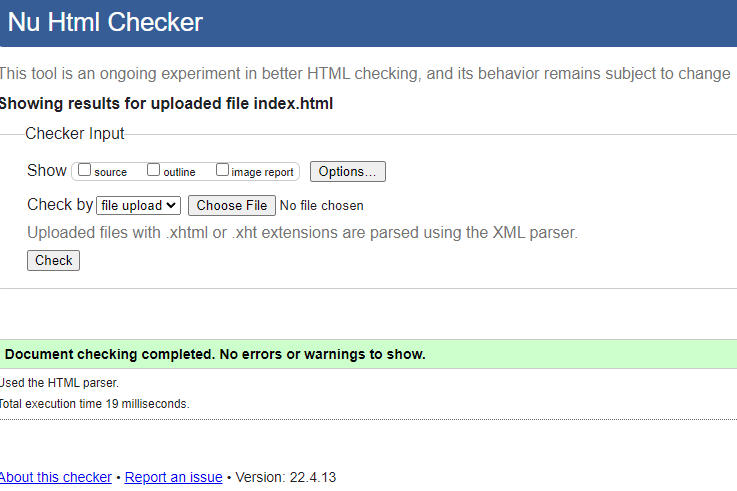 Nu Html Checker
This tool is an ongoing experiment in better HTML checking, and its behavior remains subject to change
Showing results for uploaded file index.html
Checker Input
Show source outline image report Options...
Check by file upload Choose File No file chosen
Uploaded files with .xhtml or .xht extensions are parsed using the XML parser.
Check
Document checking completed. No errors or warnings to show.
Used the HTML parser.
Total execution time 19 milliseconds.
About this checker • Report an issue • Version: 22.4.13